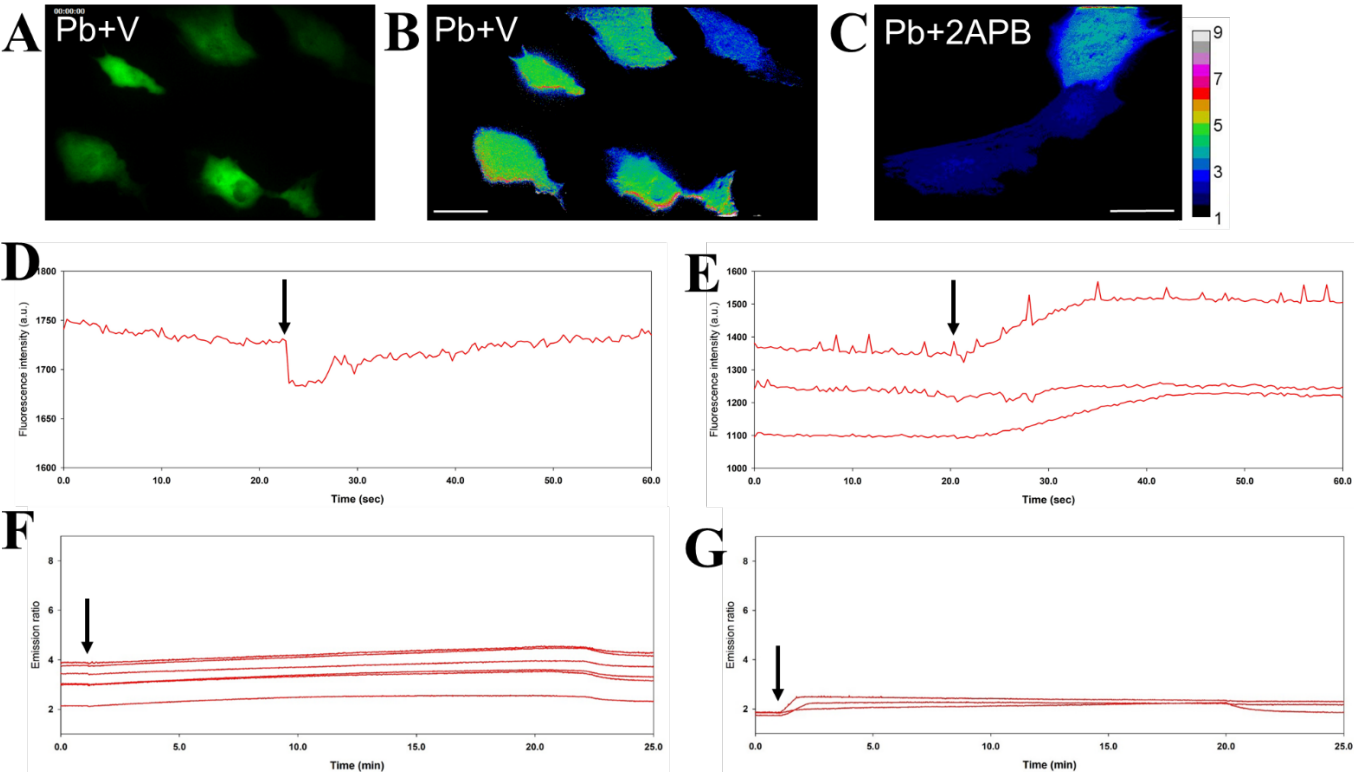 A
00:00:00
Pb+V
B
Pb+V
C
Pb+2APB
9
7
5
3
1
D
1800
1750
1700
1650
1600
Fluorescence intensity (a.u.)
0.0 10.0 20.0 30.0 40.0 50.0 60.0
Time (sec)
E
1600
1500
1400
1300
1200
1100
1000
Fluorescence intensity (a.u.)
0.0 10.0 20.0 30.0 40.0 50.0 60.0
Time (sec)
F
8
6
4
2
Emission ratio
0.0 5.0 10.0 15.0 20.0 25.0
Time (min)
G
8
6
4
2
Emission ratio
0.0 5.0 10.0 15.0 20.0 25.0
Time (min)